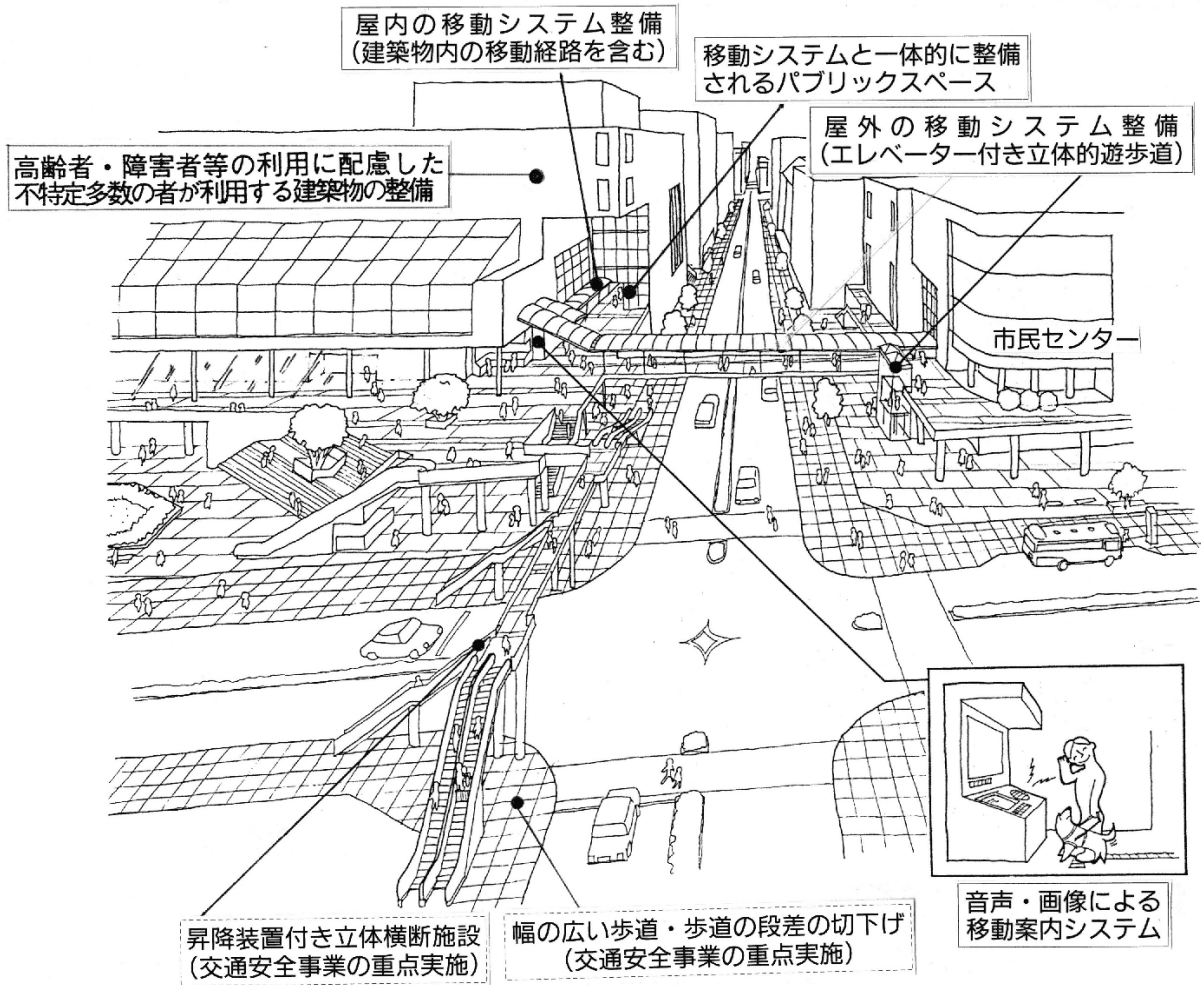 屋内の移動システム整備
(建築物内の移動経路を含む)
移動システムと一体的に整備
されるパブリックスペース
屋外の移動システム整備
(エレベーター付き立体的遊歩道)
高齢者・障害者等の利用に配慮した
不特定多数の者が利用する建築物の整備
市民センター
昇降装置付き立体横断施設
(交通安全事業の重点実施)
幅の広い歩道・歩道の段差の切下げ
(交通安全事業の重点実施)
音声・画像による
移動案内システム